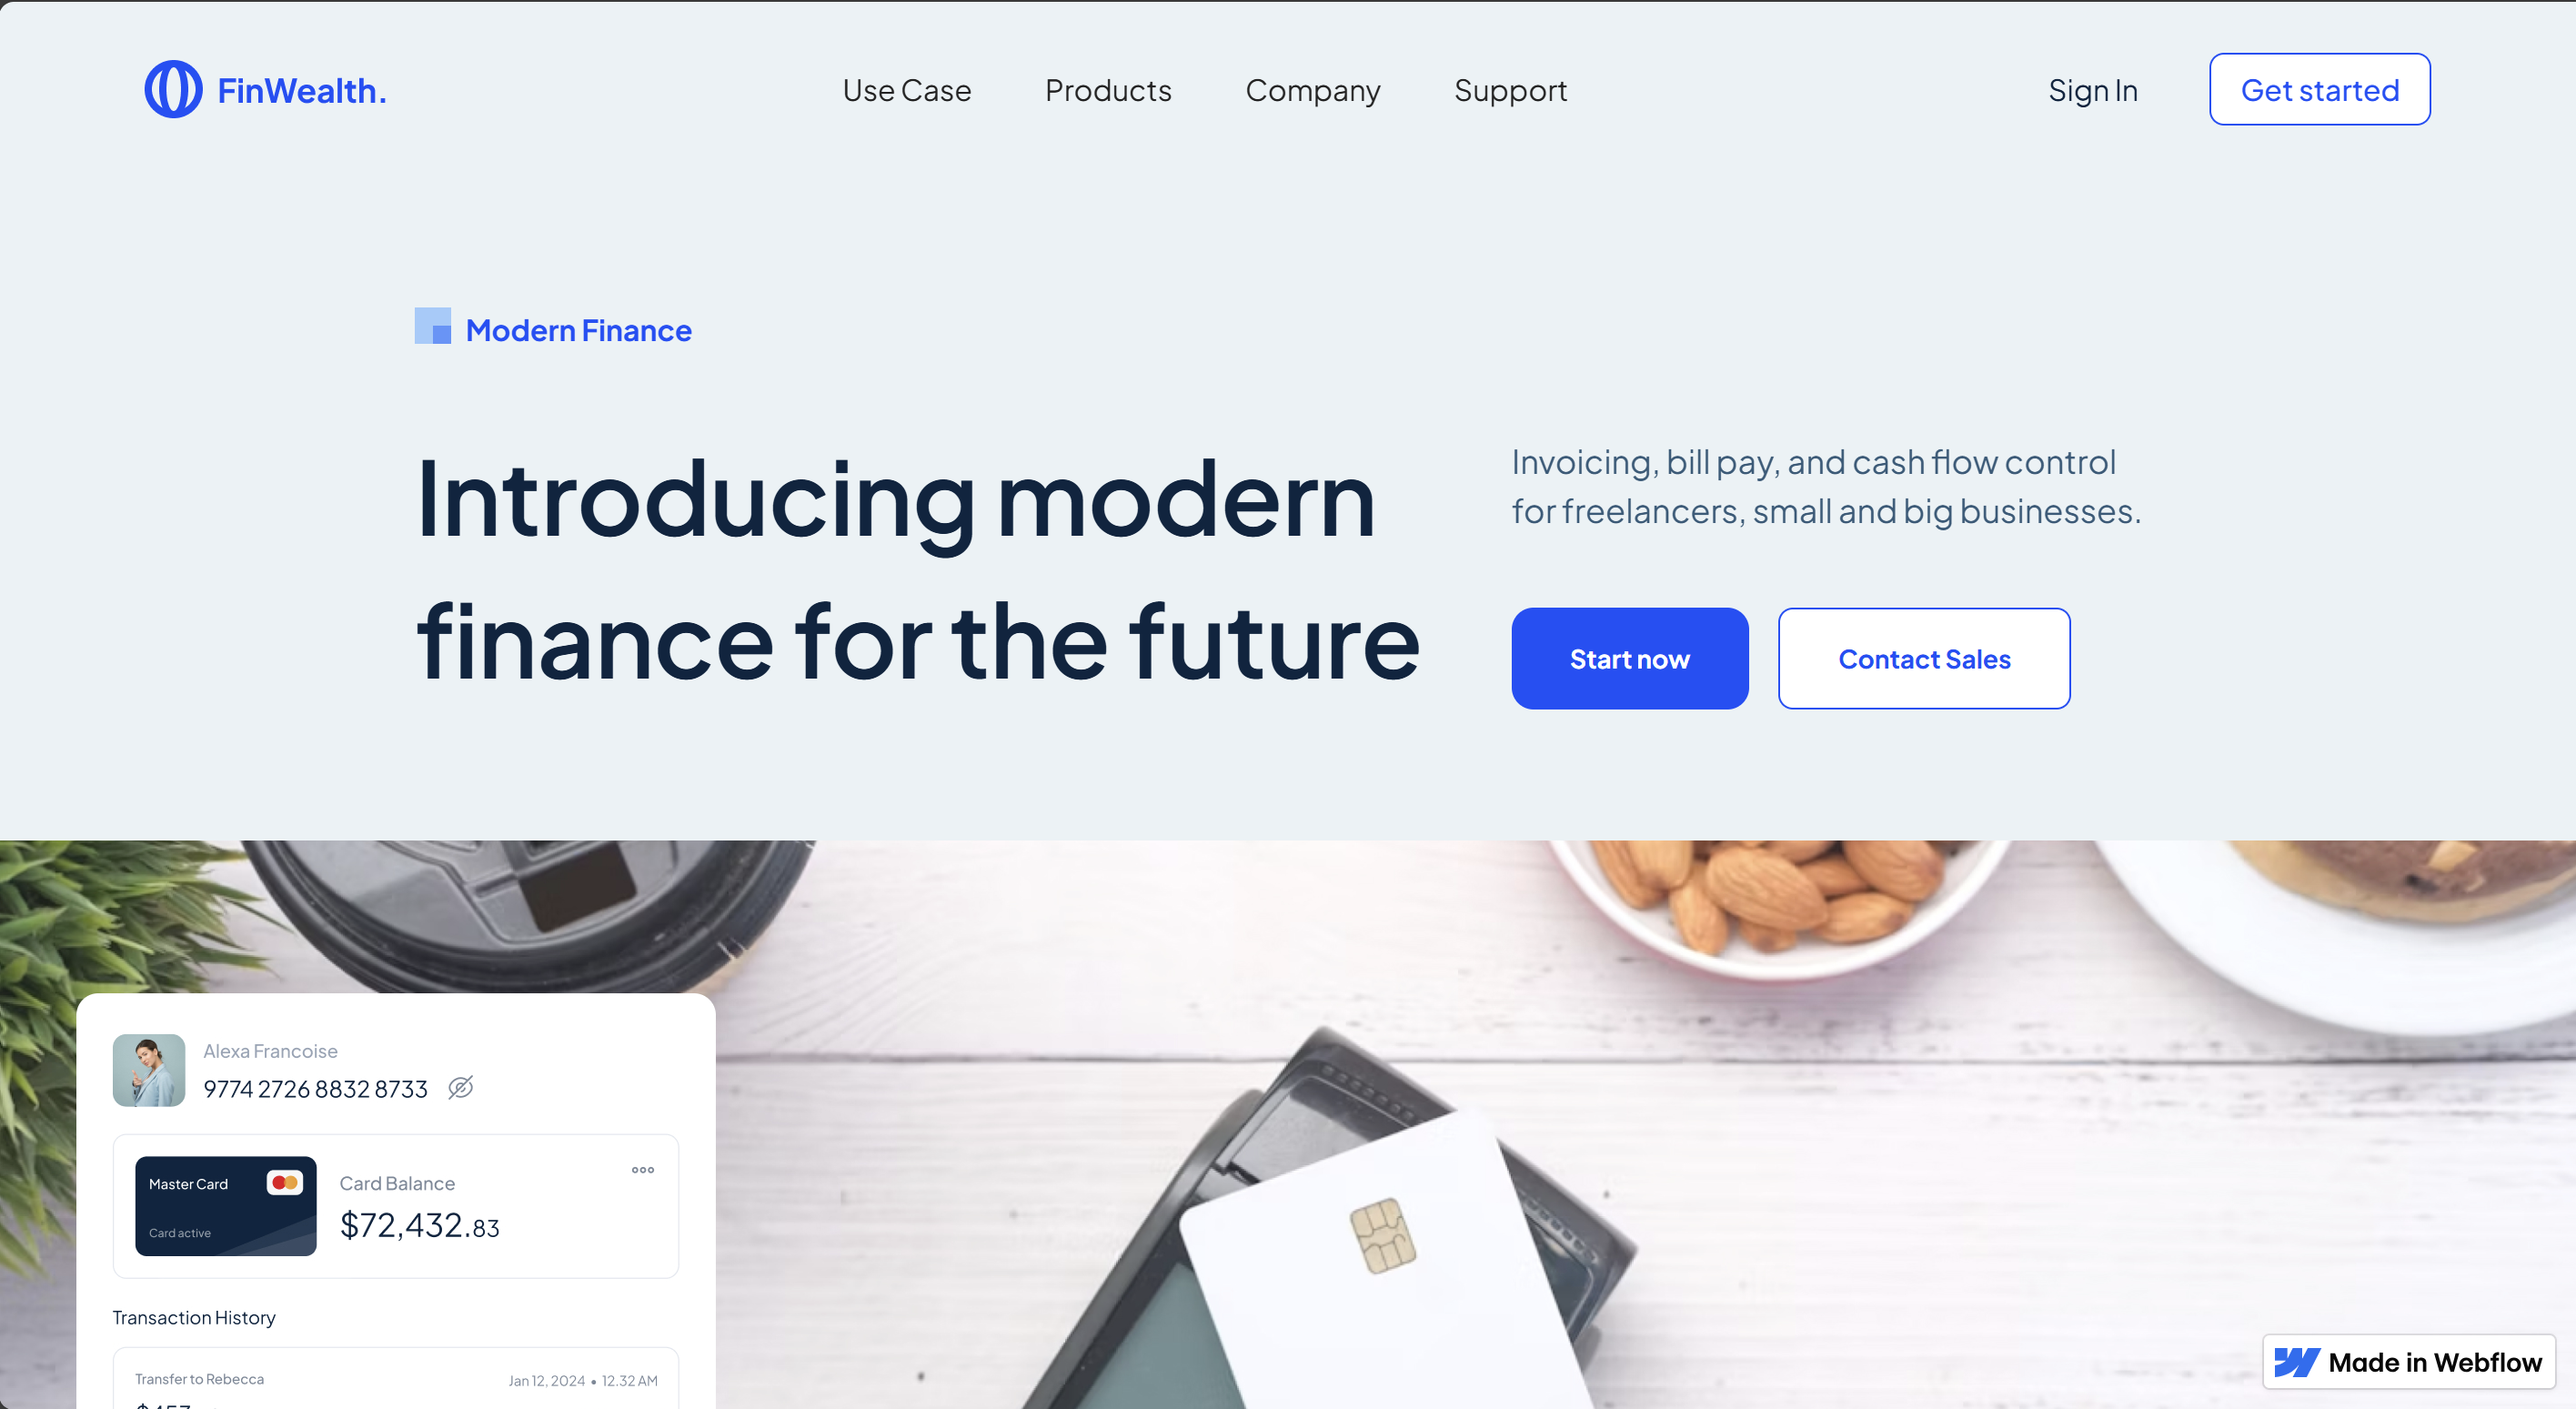 FinWealth.
Use Case
Products
Company
Support
Sign In
Get started
Modern Finance
Introducing modern
finance for the future
Invoicing, bill pay, and cash flow control
for freelancers, small and big businesses.
Start now
Contact Sales
Alexa Francoise
9774 2726 8832 8733
Master Card
Card active
Card Balance
$72,432.83
Transaction History
Transfer to Rebecca
Jan 12, 2024 • 12.32 AM
Made in Webflow